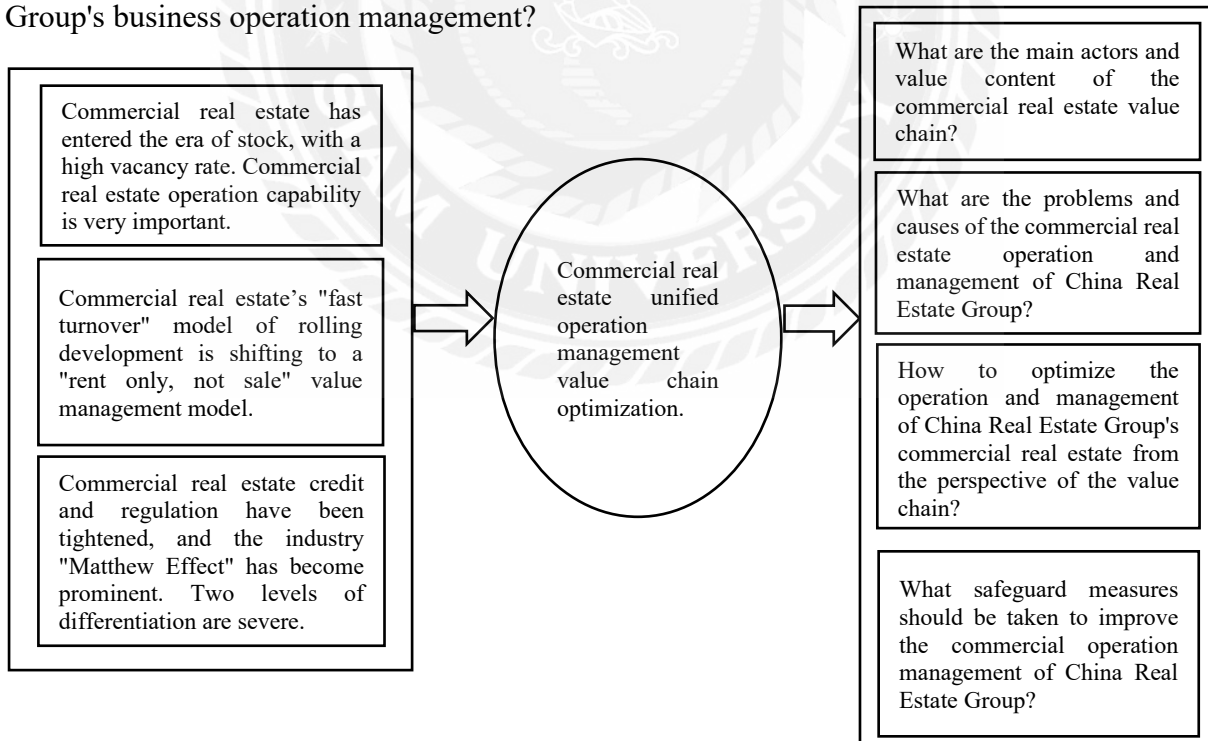 Group's business operation management?
Commercial real estate has
entered the era of stock, with a
high vacancy rate. Commercial
real estate operation capability
is very important.
Commercial real estate’s "fast
turnover" model of rolling
development is shifting to a
"rent only, not sale" value
management model.
Commercial real estate credit
and regulation have been
tightened, and the industry
"Matthew Effect" has become
prominent. Two levels of
differentiation are severe.
Commercial real
estate unified
operation
management
value chain
optimization.
What are the main actors and
value content of the
commercial real estate value
chain?
What are the problems and
causes of the commercial real
estate operation and
management of China Real
Estate Group?
How to optimize the
operation and management
of China Real Estate Group's
commercial real estate from
the perspective of the value
chain?
What safeguard measures
should be taken to improve
the commercial operation
management of China Real
Estate Group?
SIAM UNIVERSITY